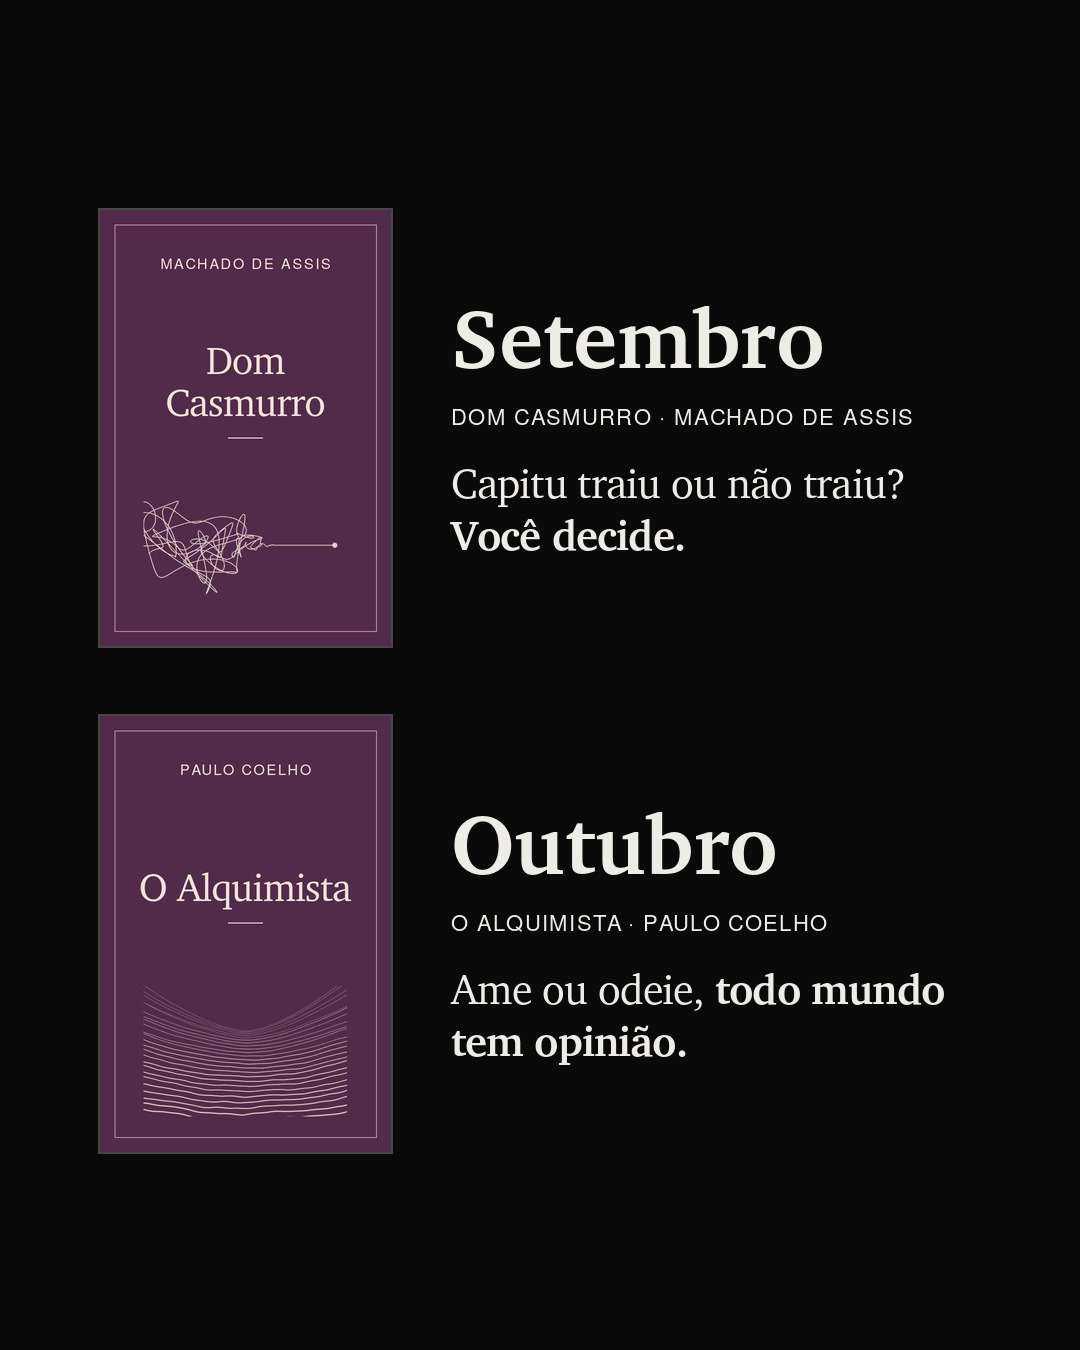 MACHADO DE ASSIS
Dom
Casmurro
Setembro
DOM CASMURRO · MACHADO DE ASSIS
Capitu traiu ou não traiu?
Você decide.
PAULO COELHO
O Alquimista
Outubro
O ALQUIMISTA · PAULO COELHO
Ame ou odeie, todo mundo
tem opinião.